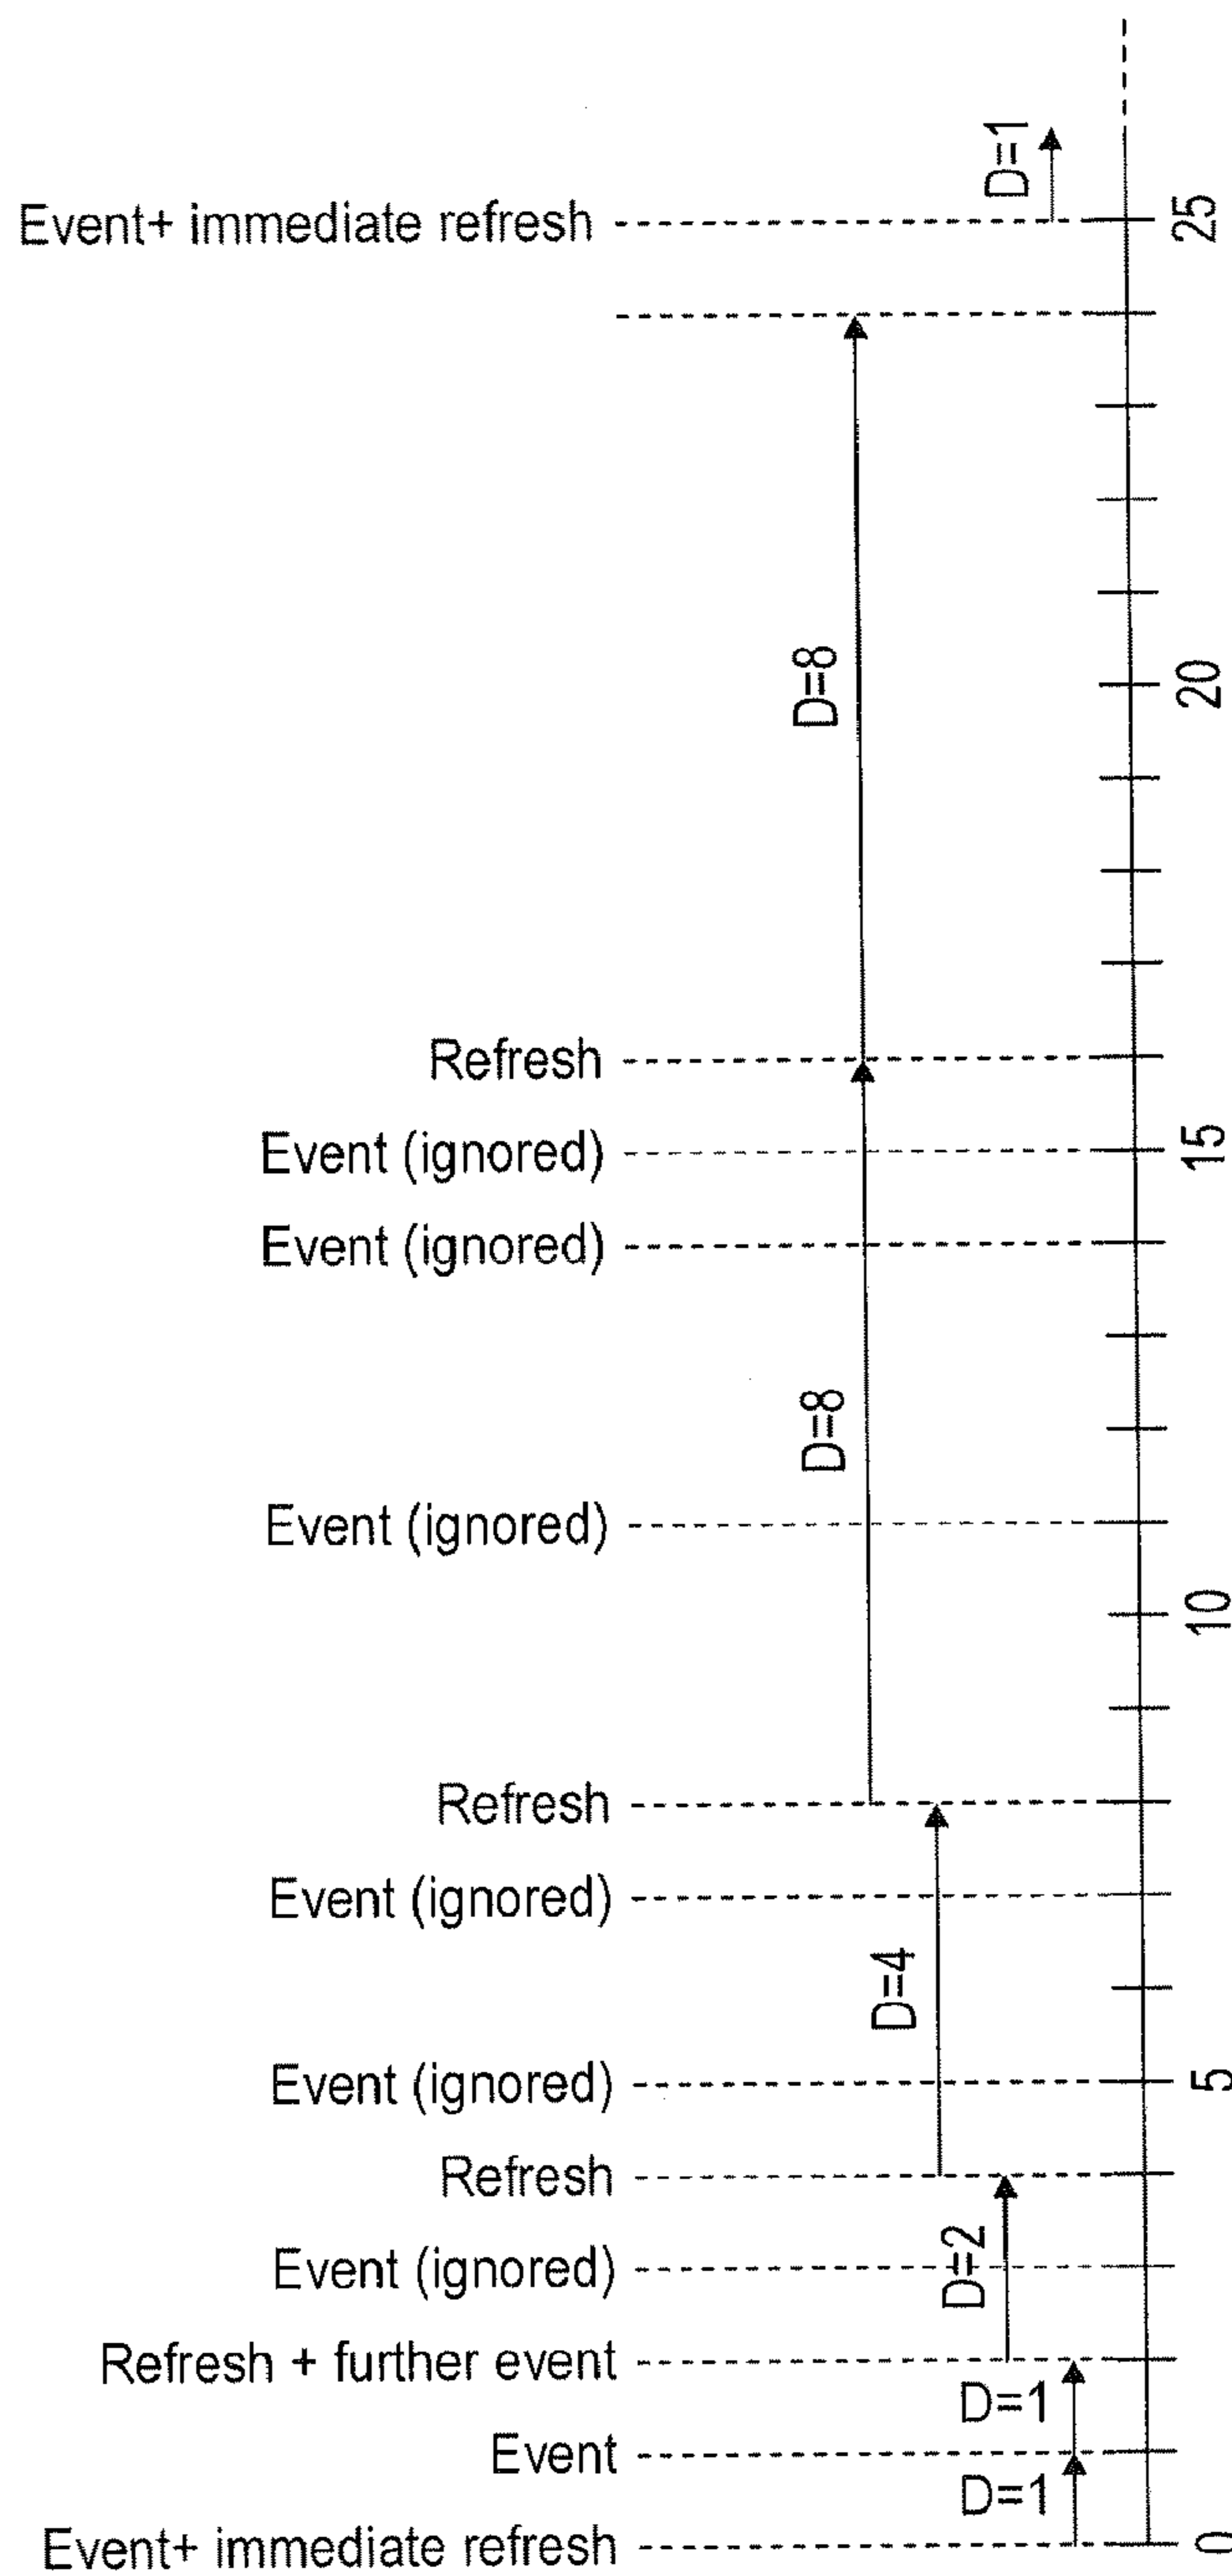 Event+ immediate refresh
D=1
25
D=8
20
Refresh
Event (ignored)
15
Event (ignored)
D=8
Event (ignored)
10
Refresh
Event (ignored)
D=4
Event (ignored)
5
Refresh
Event (ignored)
D=2
Refresh + further event
D=1
Event
D=1
Event+ immediate refresh
0